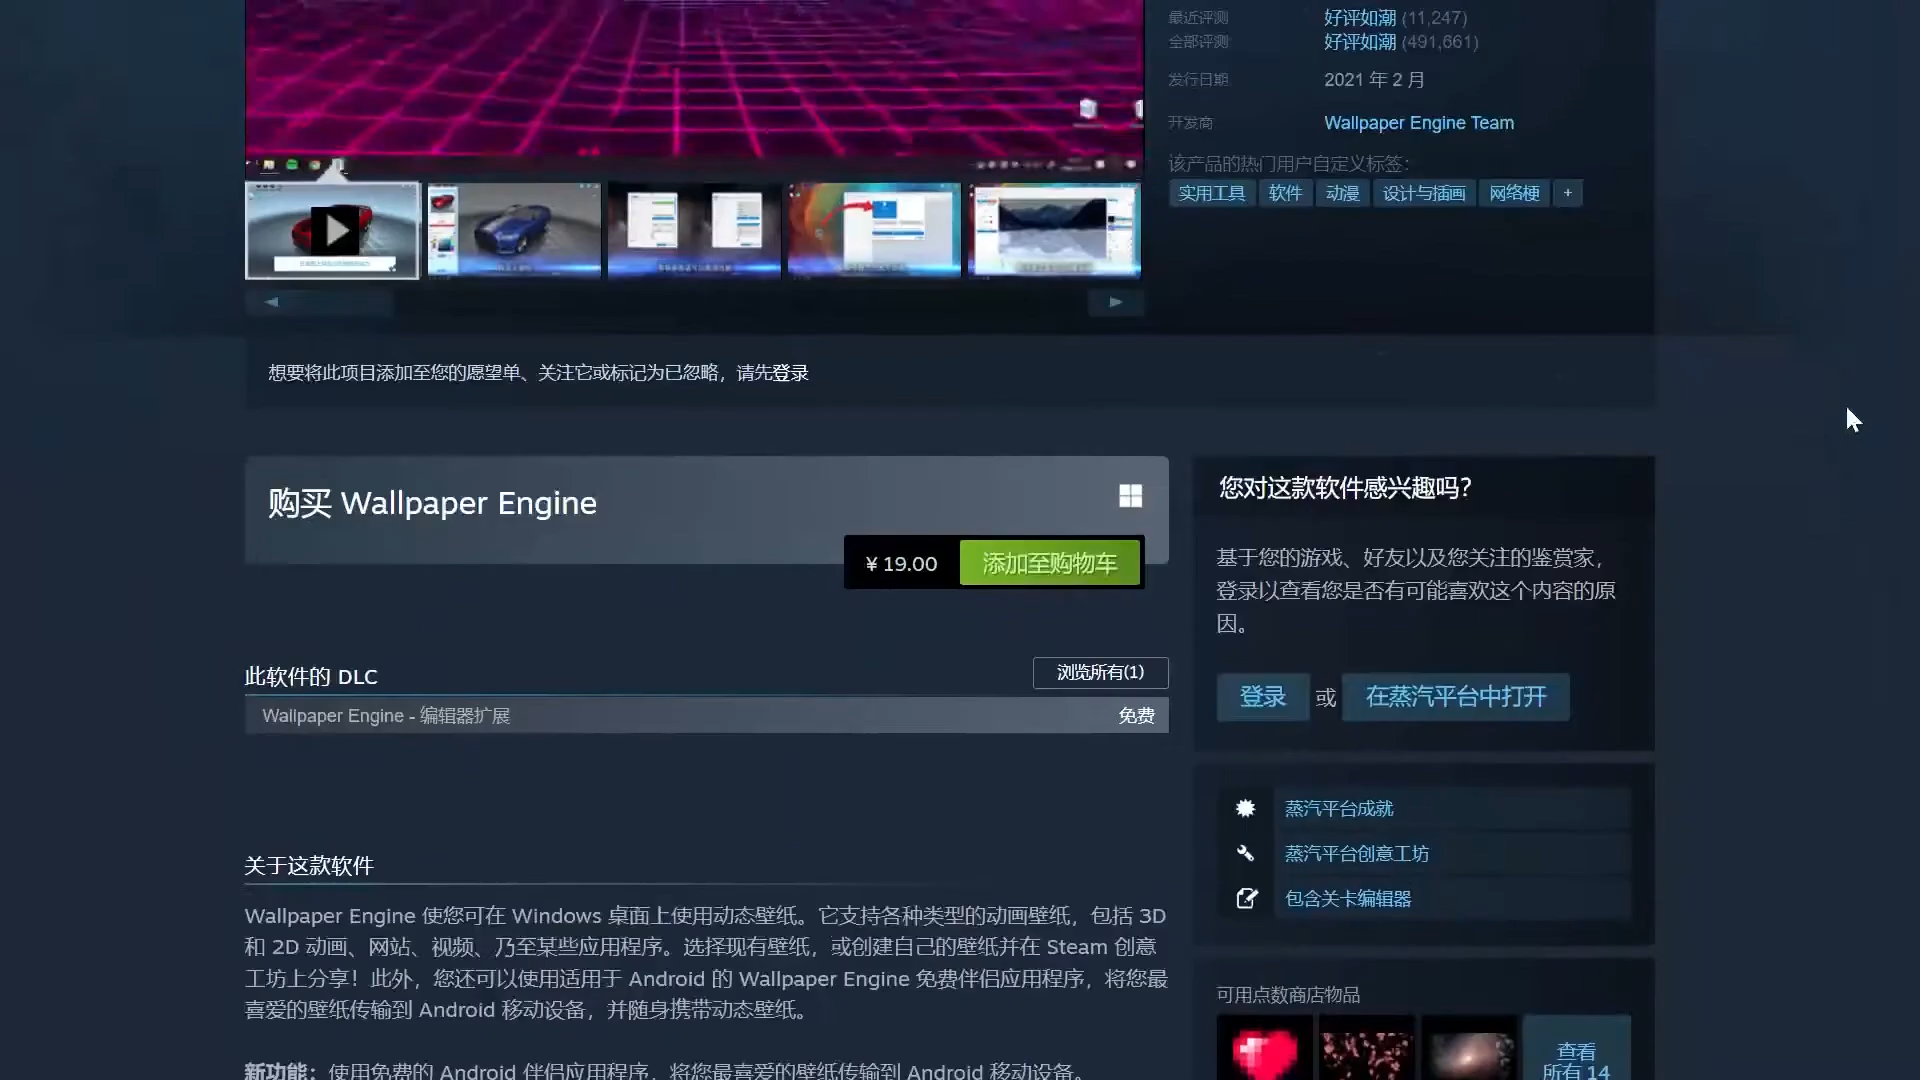 最近评测 好评如潮 (11,247)
全部评测 好评如潮 (491,661)
发行日期 2021 年 2 月
开发商 Wallpaper Engine Team
该产品的热门用户自定义标签：
实用工具 软件 动漫 设计与插画 网络梗 +
想要将此项目添加至您的愿望单、关注它或标记为已忽略，请先登录
购买 Wallpaper Engine
¥ 19.00 添加至购物车
您对这款软件感兴趣吗？
基于您的游戏、好友以及您关注的鉴赏家，
登录以查看您是否有可能喜欢这个内容的原
因。
登录 或 在蒸汽平台中打开
此软件的 DLC 浏览所有(1)
Wallpaper Engine - 编辑器扩展 免费
蒸汽平台成就
蒸汽平台创意工坊
包含关卡编辑器
关于这款软件
Wallpaper Engine 使您可在 Windows 桌面上使用动态壁纸。它支持各种类型的动画壁纸，包括 3D
和 2D 动画、网站、视频、乃至某些应用程序。选择现有壁纸，或创建自己的壁纸并在 Steam 创意
工坊上分享！此外，您还可以使用适用于 Android 的 Wallpaper Engine 免费伴侣应用程序，将您最
喜爱的壁纸传输到 Android 移动设备，并随身携带动态壁纸。
新功能：使用免费的 Android 伴侣应用程序，将您最喜爱的壁纸传输到 Android 移动设备。
可用点数商店物品
查看
所有 14